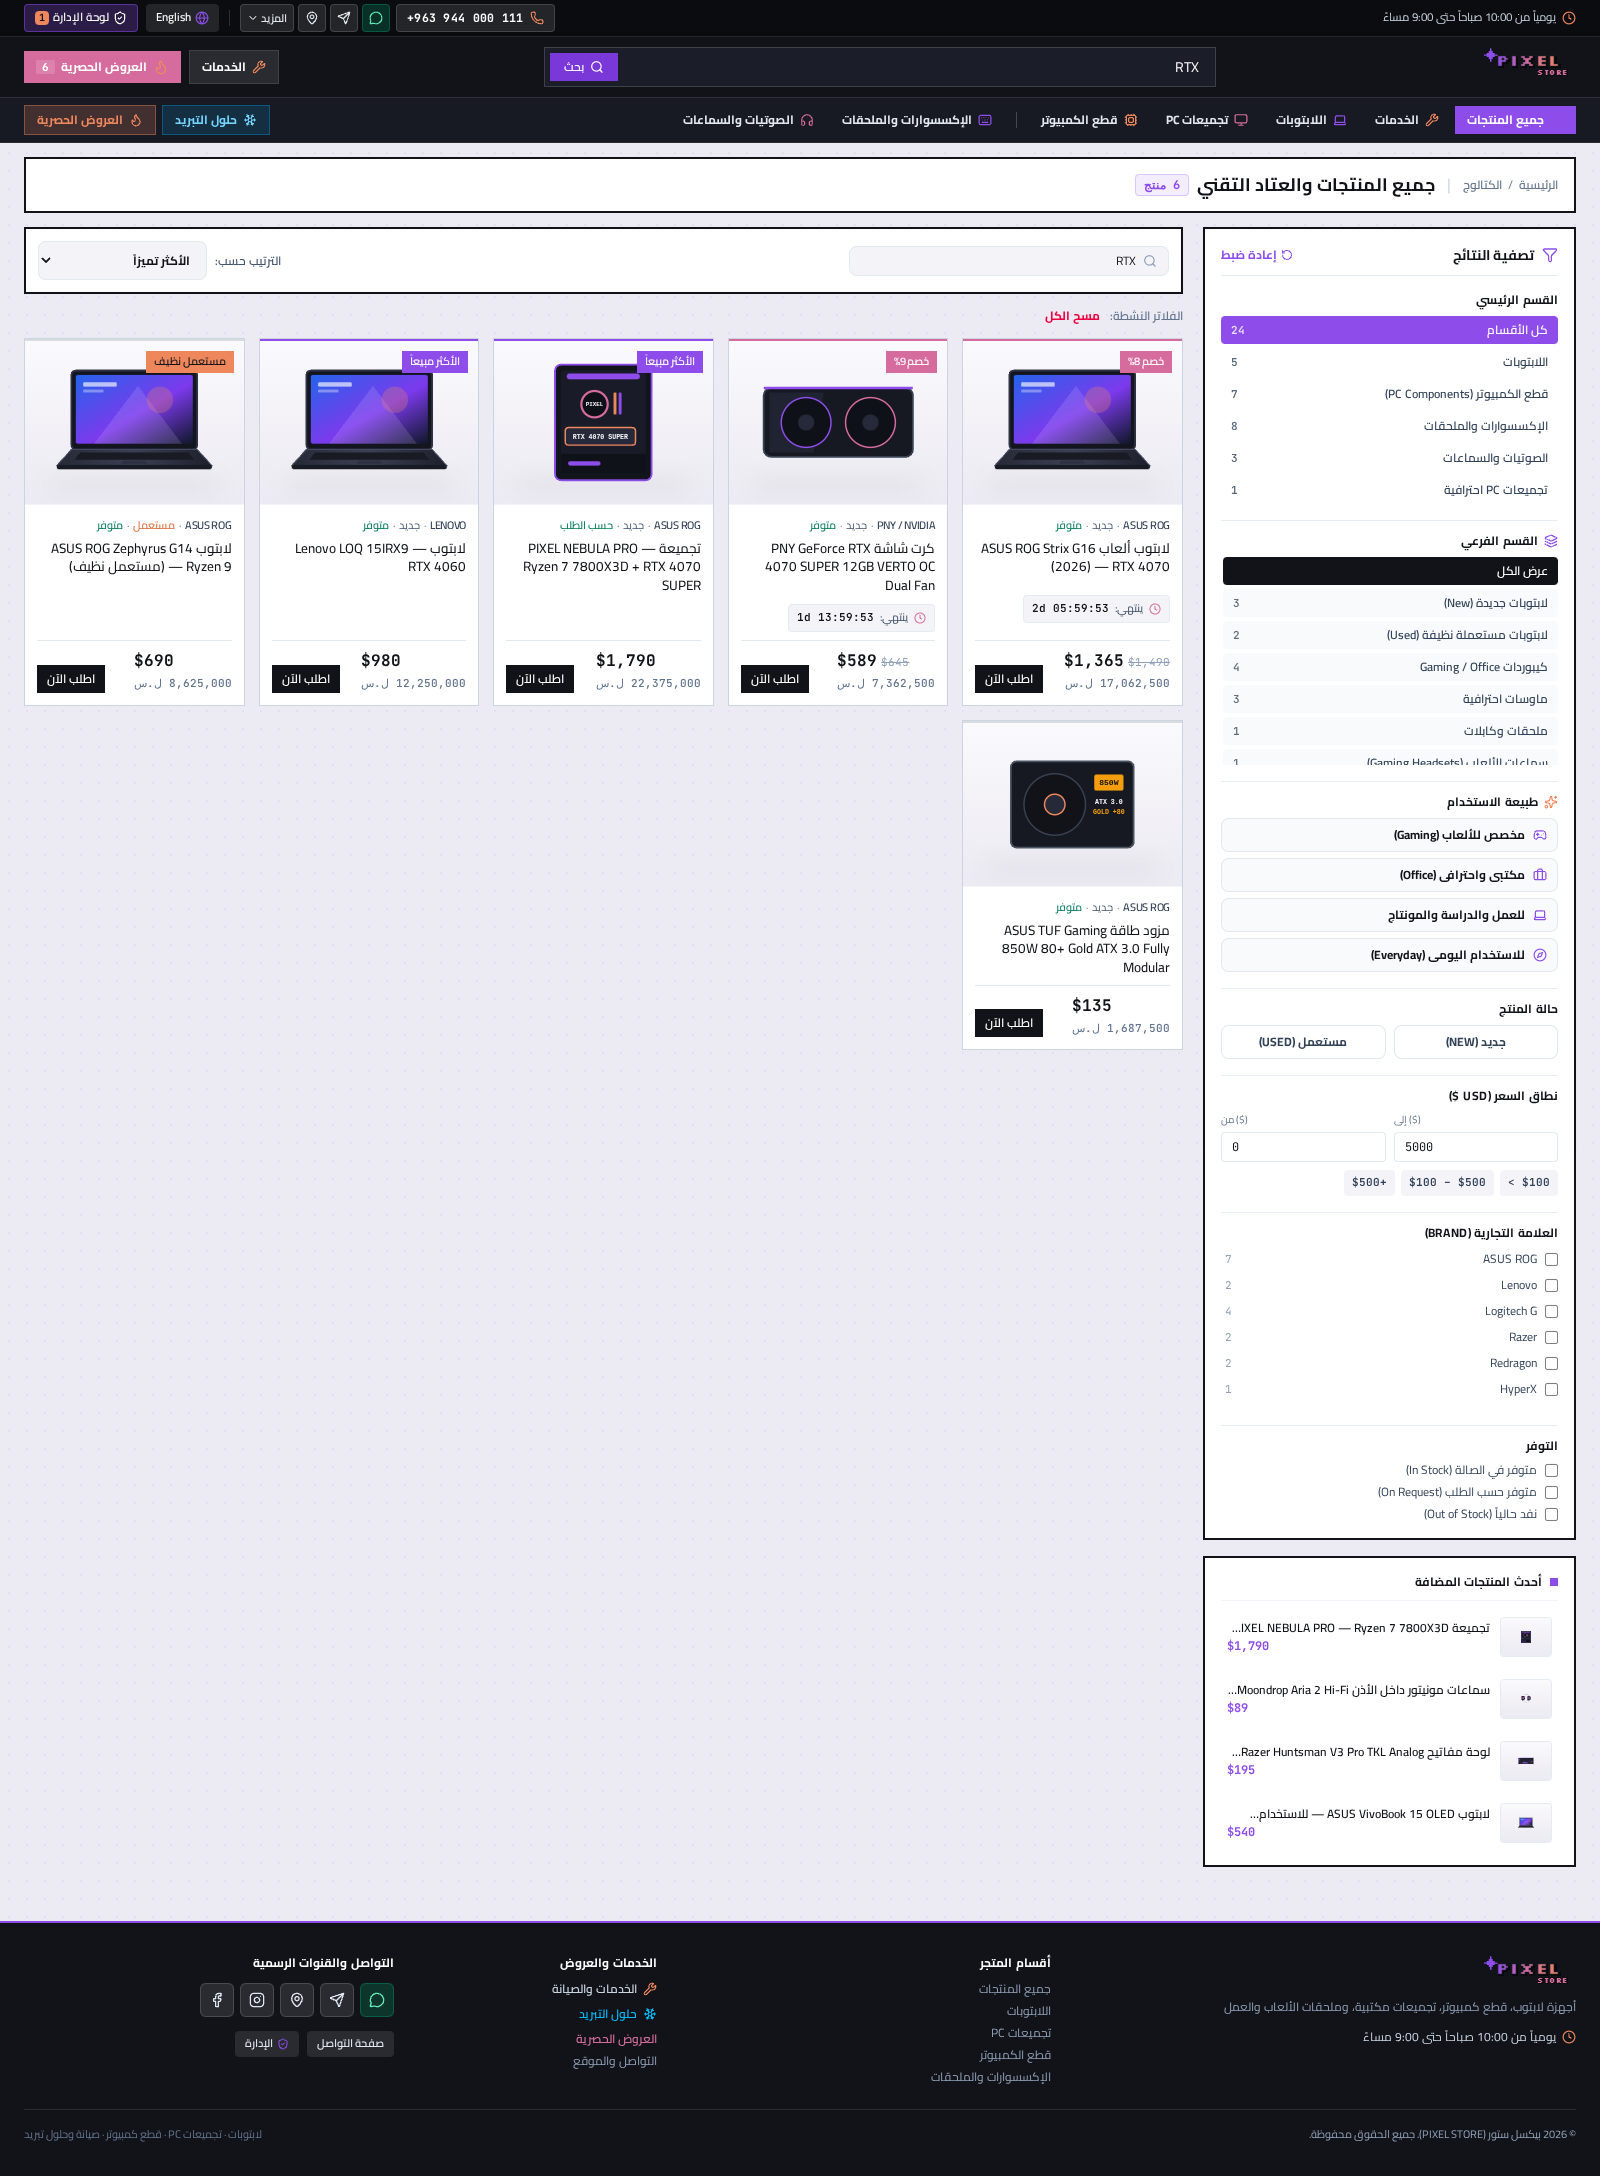 يومياً من 10:00 صباحاً حتى 9:00 مساءً
+963 944 000 111
المزيد
English
لوحة الإدارة 1
PIXEL
STORE
RTX
بحث
الخدمات
العروض الحصرية 6
جميع المنتجات
الخدمات
اللابتوبات
تجميعات PC
قطع الكمبيوتر
الإكسسوارات والملحقات
الصوتيات والسماعات
حلول التبريد
العروض الحصرية
الرئيسية / الكتالوج | جميع المنتجات والعتاد التقني 6 منتج
تصفية النتائج
إعادة ضبط
القسم الرئيسي
كل الأقسام 24
اللابتوبات 5
قطع الكمبيوتر (PC Components) 7
الإكسسوارات والملحقات 8
الصوتيات والسماعات 3
تجميعات PC احترافية 1
القسم الفرعي
عرض الكل
لابتوبات جديدة (New) 3
لابتوبات مستعملة نظيفة (Used) 2
كيبوردات Gaming / Office 4
ماوسات احترافية 3
ملحقات وكابلات 1
سماعات الألعاب (Gaming Headsets) 1
طبيعة الاستخدام
مخصص للألعاب (Gaming)
مكتبي واحترافي (Office)
للعمل والدراسة والمونتاج
للاستخدام اليومي (Everyday)
حالة المنتج
جديد (NEW)
مستعمل (USED)
نطاق السعر (USD $)
إلى ($)
من ($)
5000
0
< $100
$100 - $500
$500+
العلامة التجارية (BRAND)
ASUS ROG 7
Lenovo 2
Logitech G 4
Razer 2
Redragon 2
HyperX 1
التوفر
متوفر في الصالة (In Stock)
متوفر حسب الطلب (On Request)
نفد حالياً (Out of Stock)
أحدث المنتجات المضافة
تجميعة IXEL NEBULA PRO — Ryzen 7 7800X3D...
$1,790
سماعات مونيتور داخل الأذن Moondrop Aria 2 Hi-Fi...
$89
لوحة مفاتيح Razer Huntsman V3 Pro TKL Analog...
$195
لابتوب ASUS VivoBook 15 OLED — للاستخدام...
$540
RTX
الترتيب حسب:
الأكثر تميزاً
الفلاتر النشطة:
مسح الكل
خصم 8%
ASUS ROG · جديد · متوفر
لابتوب ألعاب ASUS ROG Strix G16
(2026) — RTX 4070
ينتهي: 2d 05:59:53
$1,365 $1,490
17,062,500 ل.س
اطلب الآن
خصم 9%
PNY / NVIDIA · جديد · متوفر
كرت شاشة PNY GeForce RTX
4070 SUPER 12GB VERTO OC
Dual Fan
ينتهي: 1d 13:59:53
$589 $645
7,362,500 ل.س
اطلب الآن
الأكثر مبيعاً
PIXEL
RTX 4070 SUPER
ASUS ROG · جديد · حسب الطلب
تجميعة PIXEL NEBULA PRO —
Ryzen 7 7800X3D + RTX 4070
SUPER
$1,790
22,375,000 ل.س
اطلب الآن
الأكثر مبيعاً
LENOVO · جديد · متوفر
لابتوب Lenovo LOQ 15IRX9 —
RTX 4060
$980
12,250,000 ل.س
اطلب الآن
مستعمل نظيف
ASUS ROG · مستعمل · متوفر
لابتوب ASUS ROG Zephyrus G14
Ryzen 9 — (مستعمل نظيف)
$690
8,625,000 ل.س
اطلب الآن
850W
ATX 3.0
GOLD +80
ASUS ROG · جديد · متوفر
مزود طاقة ASUS TUF Gaming
850W 80+ Gold ATX 3.0 Fully
Modular
$135
1,687,500 ل.س
اطلب الآن
PIXEL
STORE
أجهزة لابتوب، قطع كمبيوتر، تجميعات مكتبية، وملحقات الألعاب والعمل
يومياً من 10:00 صباحاً حتى 9:00 مساءً
أقسام المتجر
جميع المنتجات
اللابتوبات
تجميعات PC
قطع الكمبيوتر
الإكسسوارات والملحقات
الخدمات والعروض
الخدمات والصيانة
حلول التبريد
العروض الحصرية
التواصل والموقع
التواصل والقنوات الرسمية
صفحة التواصل
الإدارة
© 2026 بيكسل ستور (PIXEL STORE). جميع الحقوق محفوظة.
لابتوبات · تجميعات PC · قطع كمبيوتر · صيانة وحلول تبريد